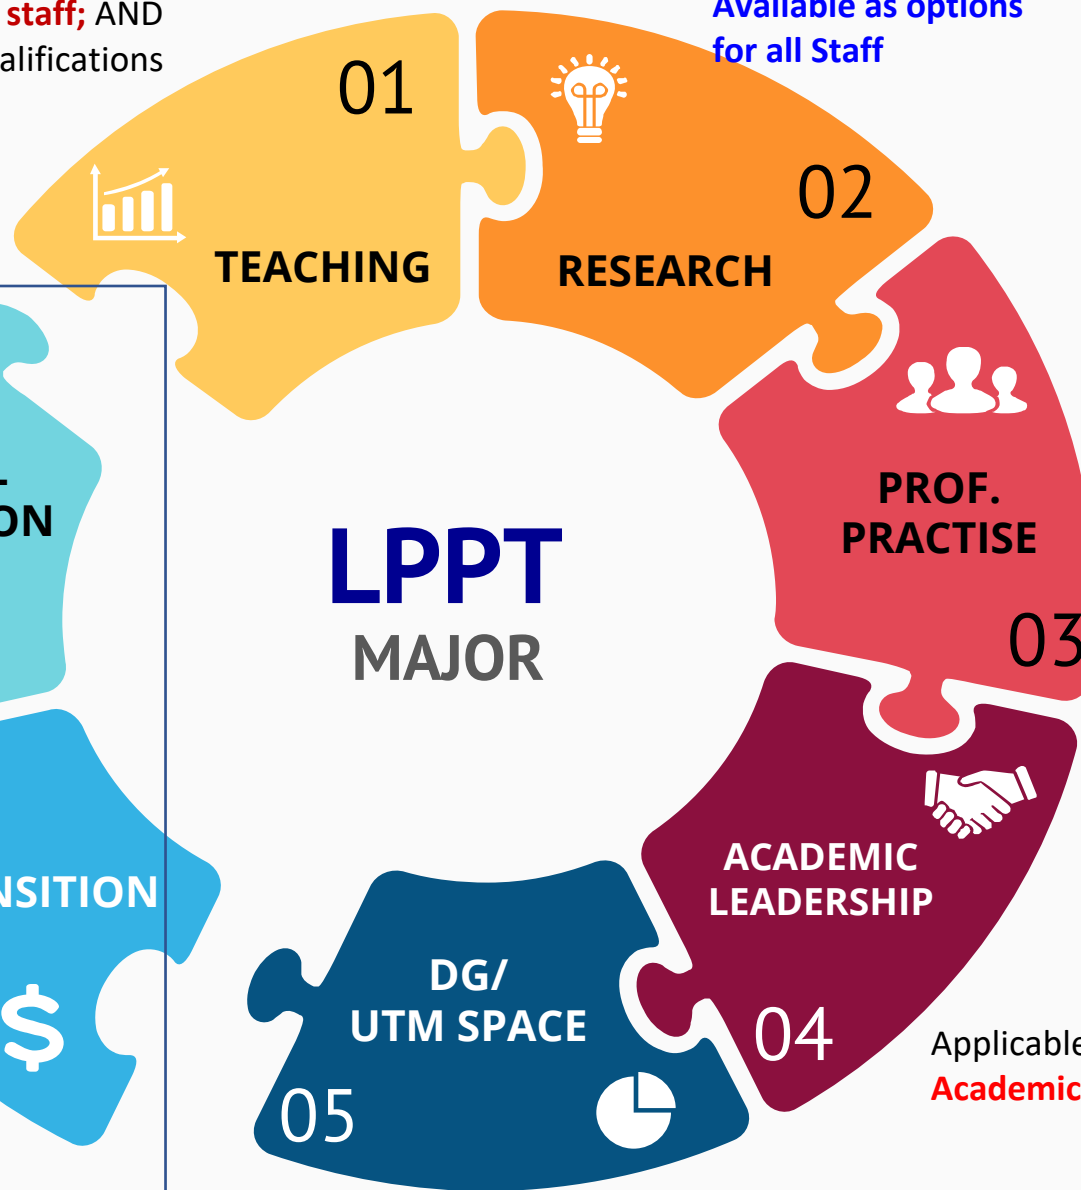 staff; AND
alifications
Available as options
for all Staff
01
TEACHING
02
RESEARCH
PROF.
PRACTISE
03
LPPT
MAJOR
ON
NSITION
$
ACADEMIC
LEADERSHIP
04
DG/
UTM SPACE
05
Applicable
Academic